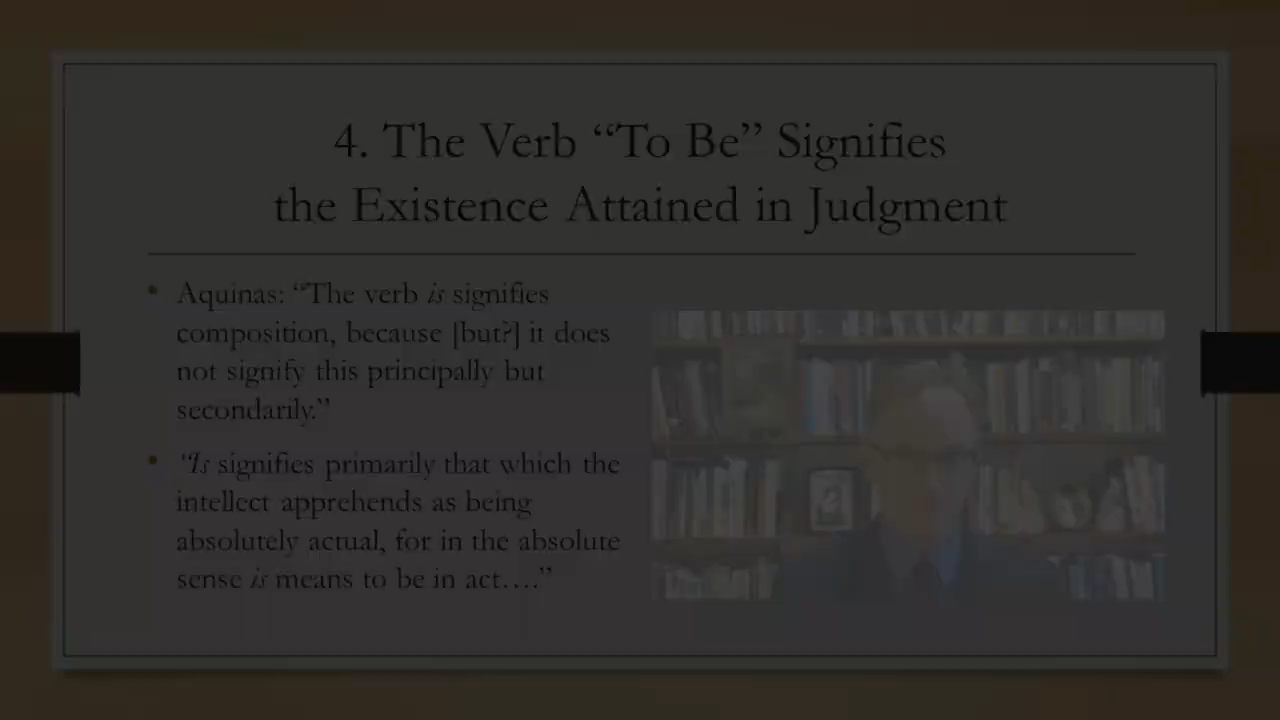 4. The Verb “To Be” Signifies
the Existence Attained in Judgment
• Aquinas: “The verb is signifies
composition, because [but?] it does
not signify this principally but
secondarily.”
• “Is signifies primarily that which the
intellect apprehends as being
absolutely actual, for in the absolute
sense is means to be in act….”